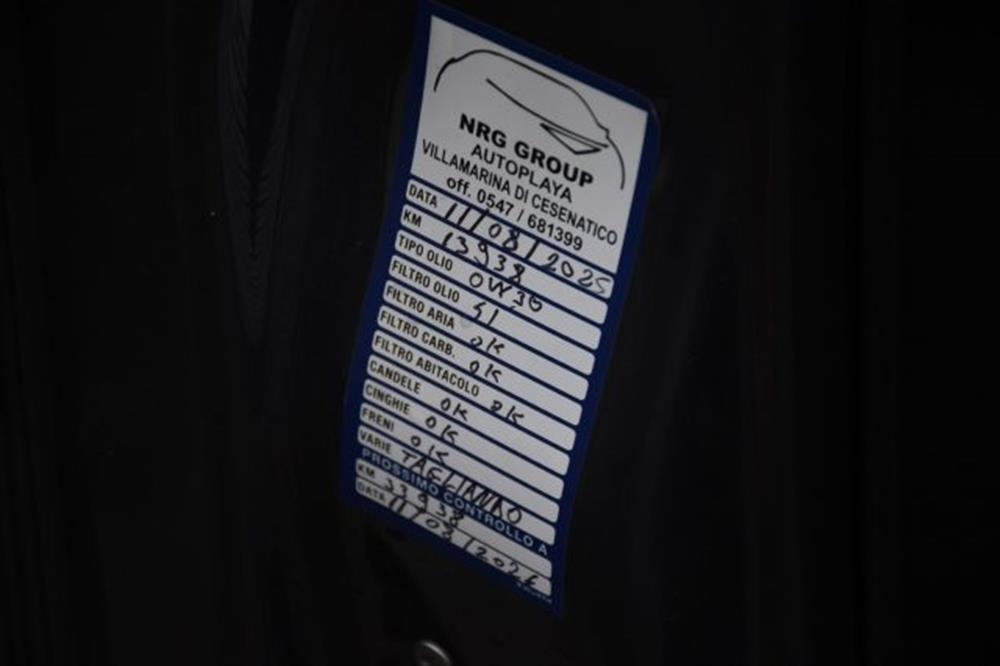 NRG GROUP
AUTOPLAYA
VILLAMARINA DI CESENATICO
off. 0547 / 681399
DATA 11/08/2025
KM 13938
TIPO OLIO 0W30
FILTRO OLIO SI
FILTRO ARIA OK
FILTRO CARB. OK
FILTRO ABITACOLO OK
CANDELE OK
CINGHIE OK
FRENI OK
VARIE TAGLIANDO
PROSSIMO CONTROLLO A
KM 33938
DATA 11/08/2026